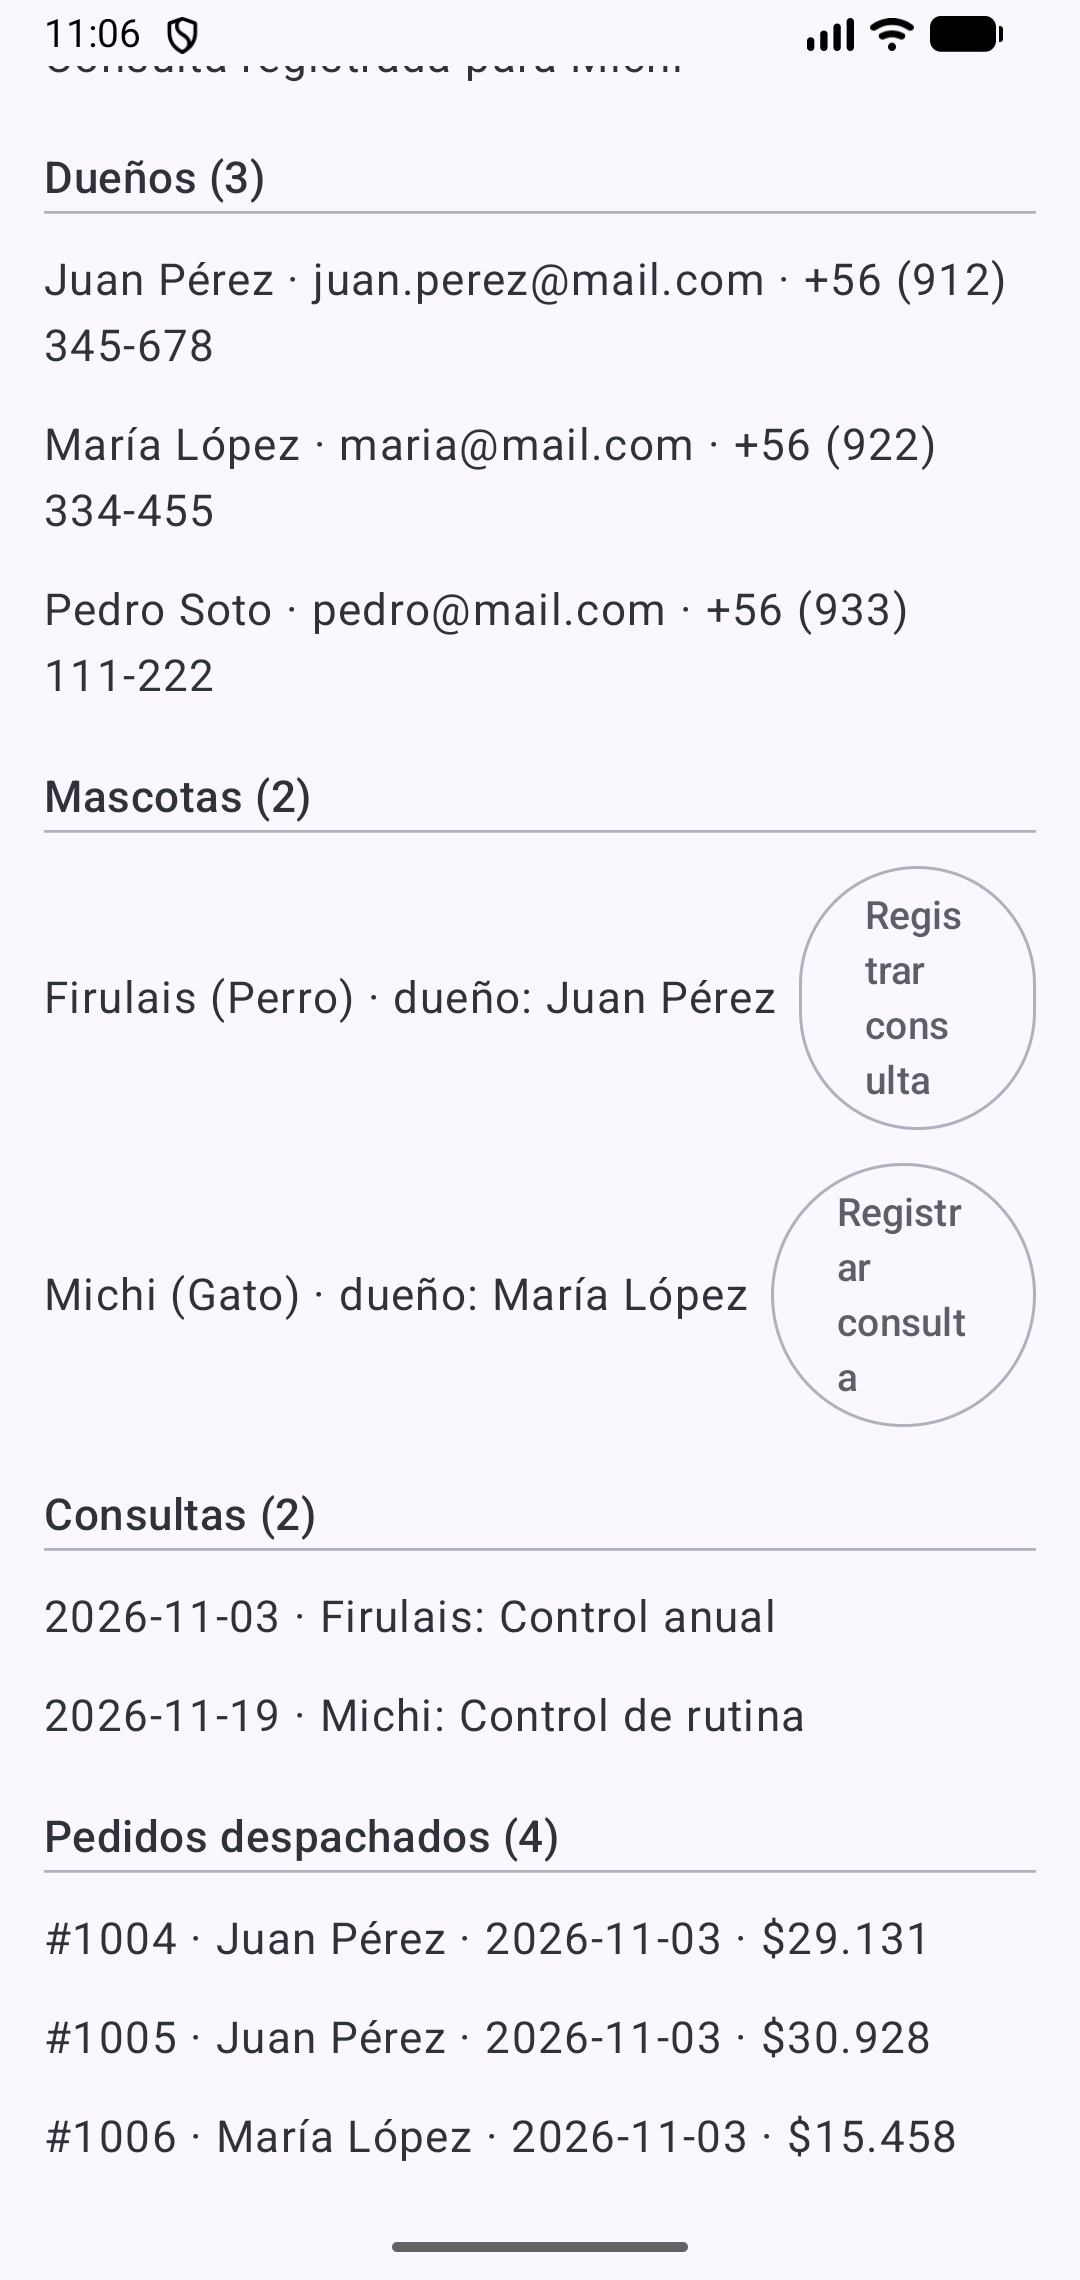 11:06
Consulta registrada para Michi
Dueños (3)
Juan Pérez · juan.perez@mail.com · +56 (912)
345-678
María López · maria@mail.com · +56 (922)
334-455
Pedro Soto · pedro@mail.com · +56 (933)
111-222
Mascotas (2)
Firulais (Perro) · dueño: Juan Pérez
Regis
trar
cons
ulta
Michi (Gato) · dueño: María López
Registr
ar
consult
a
Consultas (2)
2026-11-03 · Firulais: Control anual
2026-11-19 · Michi: Control de rutina
Pedidos despachados (4)
#1004 · Juan Pérez · 2026-11-03 · $29.131
#1005 · Juan Pérez · 2026-11-03 · $30.928
#1006 · María López · 2026-11-03 · $15.458